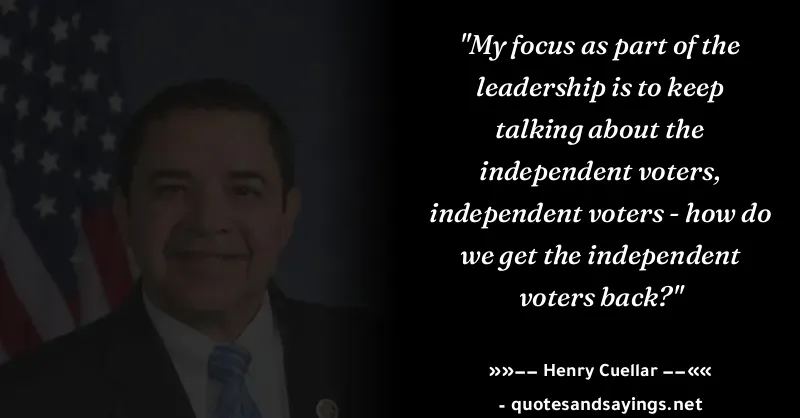 "My focus as part of the
leadership is to keep
talking about the
independent voters,
independent voters - how do
we get the independent
voters back?"
»»-- Henry Cuellar --««
- quotesandsayings.net